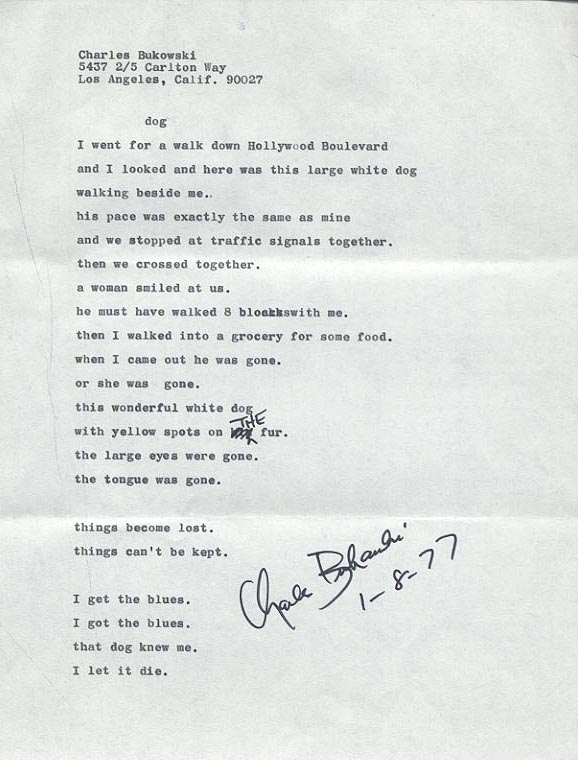 Charles Bukowski
5437 2/5 Carlton Way
Los Angeles, Calif. 90027
dog
I went for a walk down Hollywood Boulevard
and I looked and here was this large white dog
walking beside me.
his pace was exactly the same as mine
and we stopped at traffic signals together.
then we crossed together.
a woman smiled at us.
he must have walked 8 with me.
then I walked into a grocery for some food.
when I came out he was gone.
or she was gone.
this wonderful white dog
with yellow spots on THE fur.
the large eyes were gone.
the tongue was gone.
things become lost.
things can't be kept.
Charles Bukowski
1-8-77
I get the blues.
I got the blues.
that dog knew me.
I let it die.